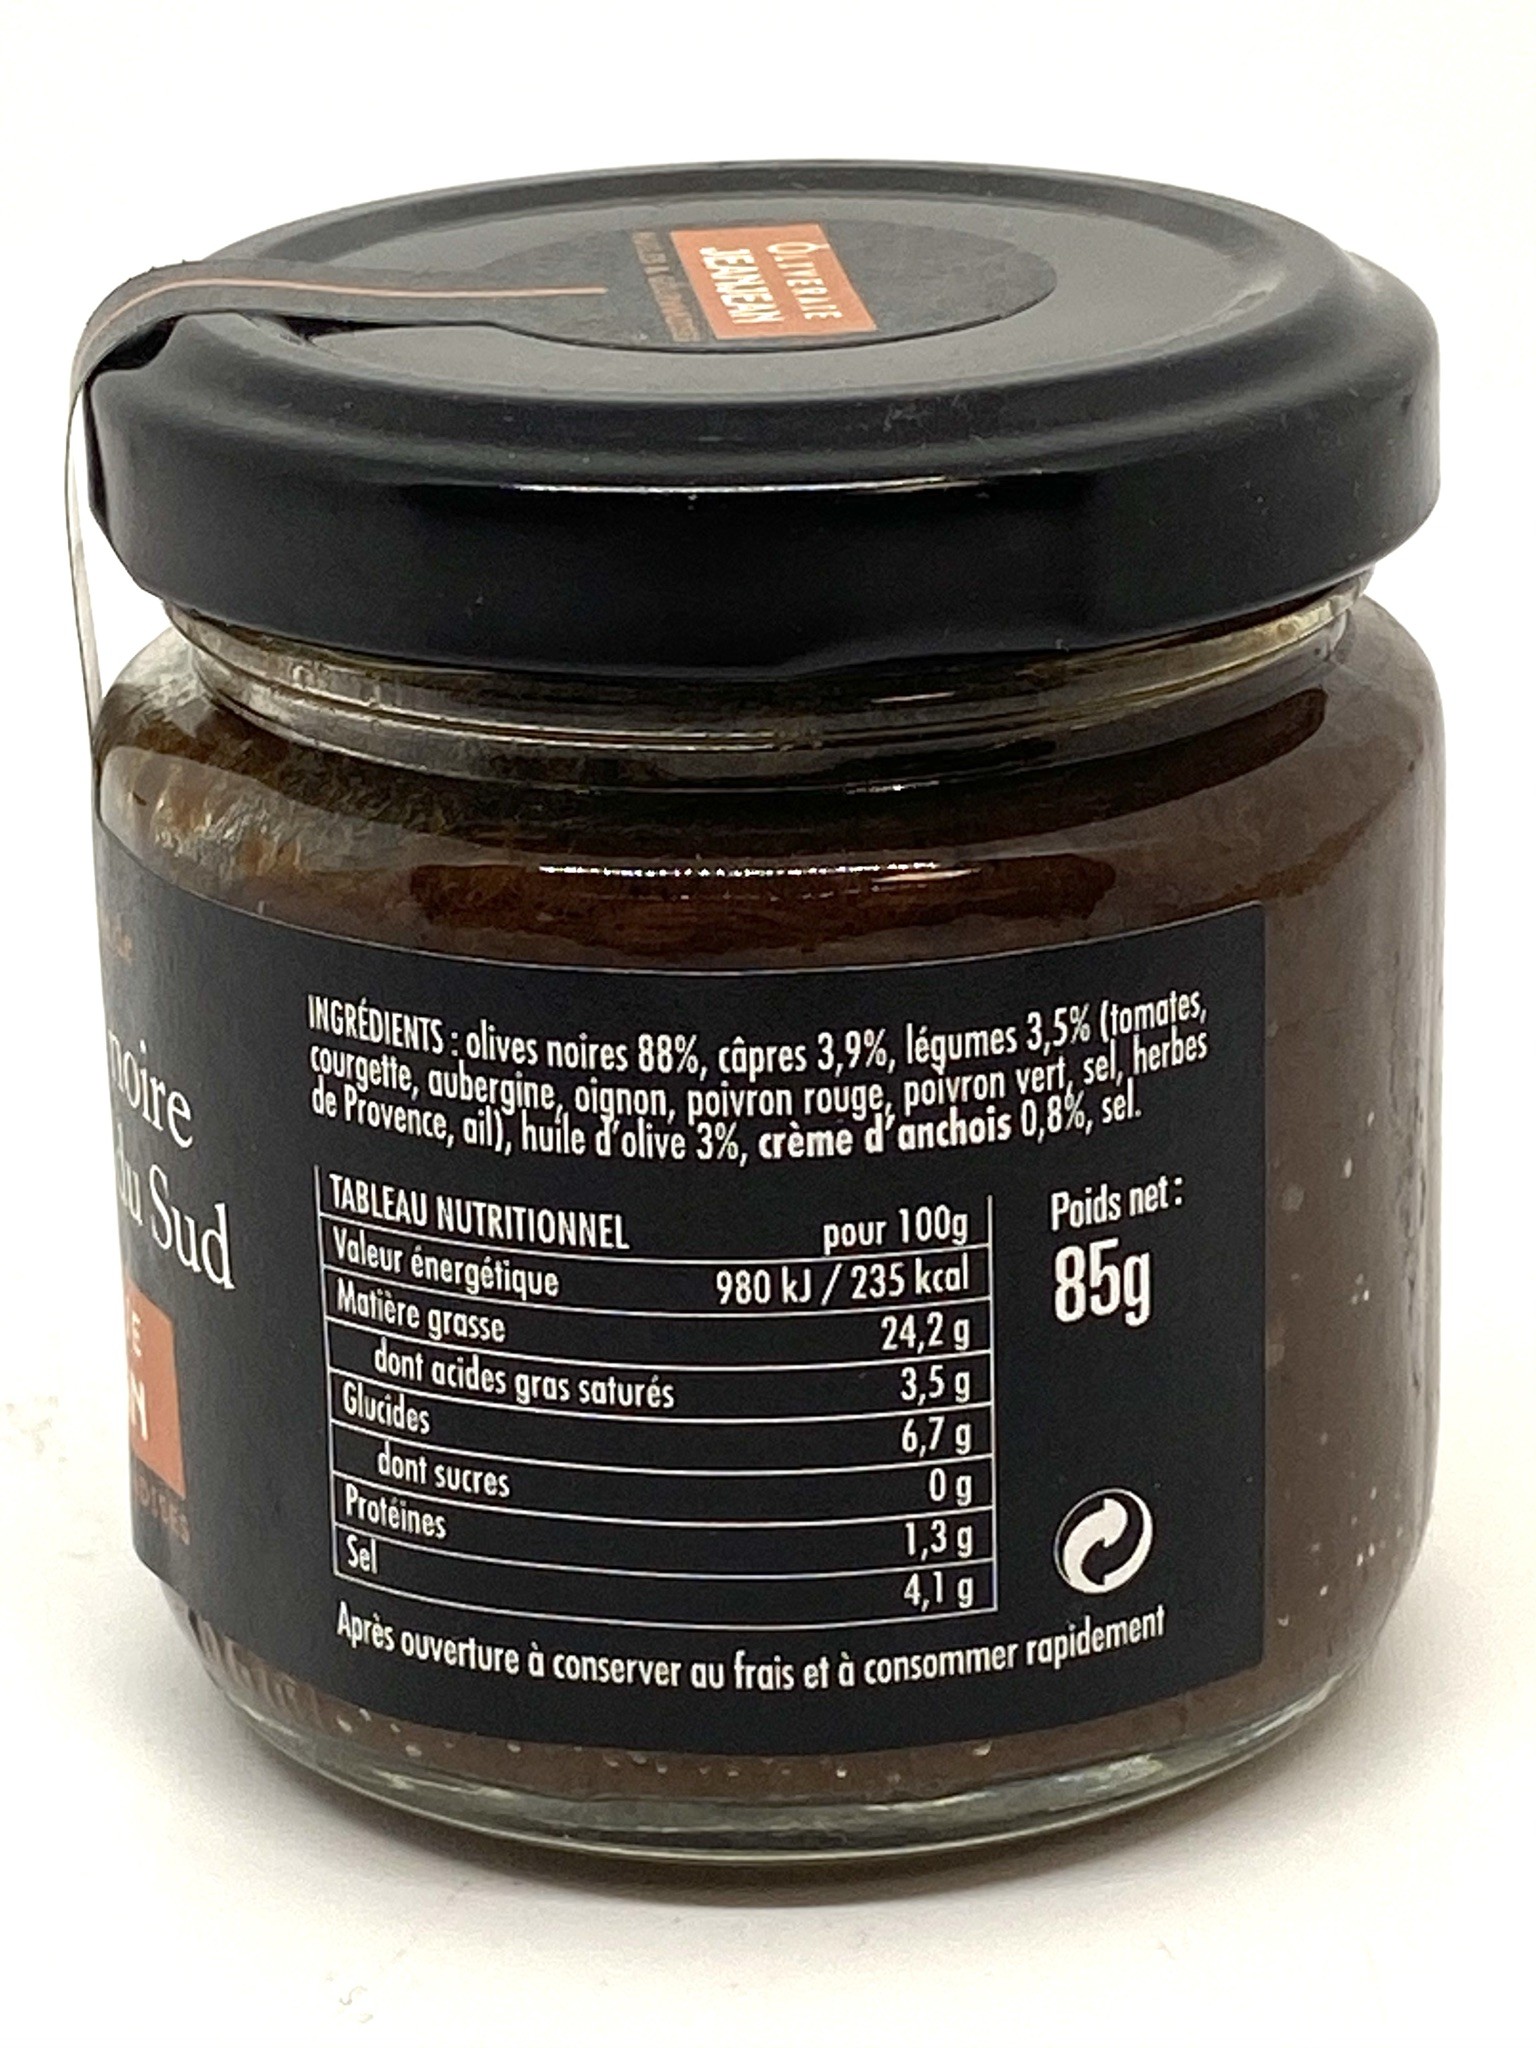 OLIVERAIE
JEANJEAN
noire
du Sud
INGRÉDIENTS : olives noires 88%, câpres 3,9%, légumes 3,5% (tomates,
courgette, aubergine, oignon, poivron rouge, poivron vert, sel, herbes
de Provence, ail), huile d'olive 3%, crème d'anchois 0,8%, sel.
TABLEAU NUTRITIONNEL pour 100g
Valeur énergétique 980 kJ / 235 kcal
Matière grasse 24,2 g
dont acides gras saturés 3,5 g
Glucides 6,7 g
dont sucres 0 g
Protéines 1,3 g
Sel 4,1 g
Poids net :
85g
Après ouverture à conserver au frais et à consommer rapidement